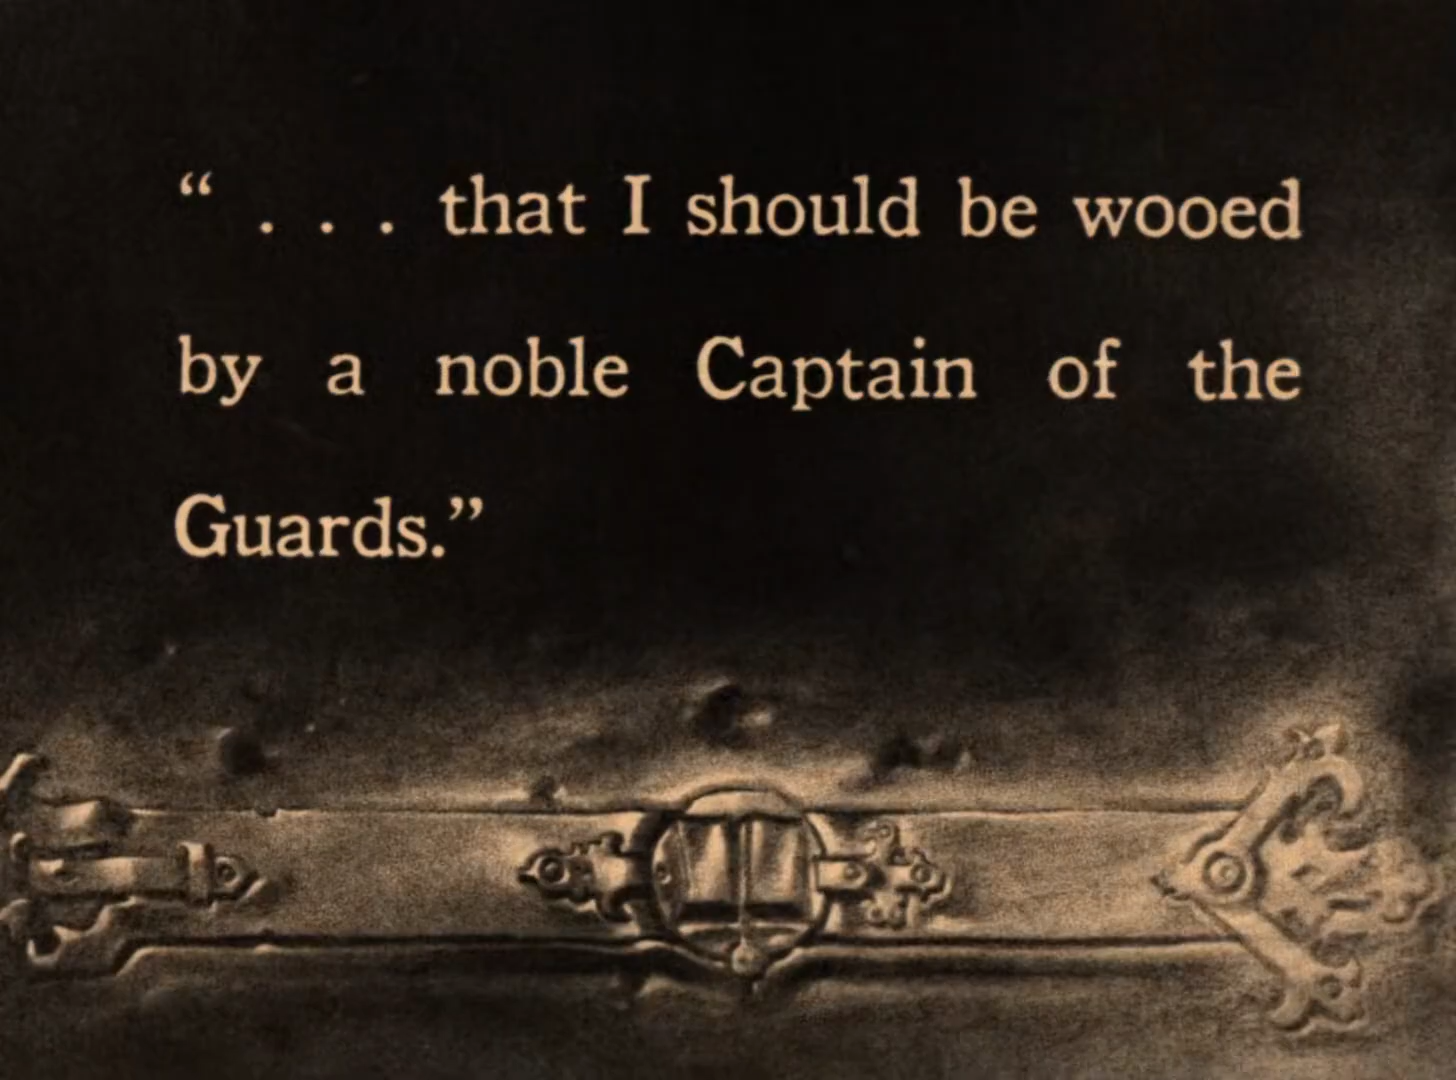 “ . . . that I should be wooed
by a noble Captain of the
Guards.”